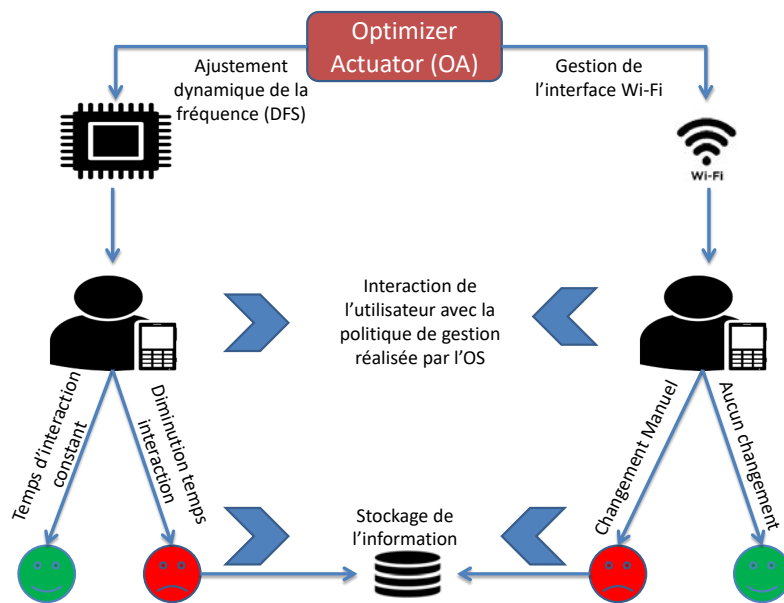 Optimizer
Actuator (OA)
Ajustement
dynamique de la
fréquence (DFS)
Gestion de
l’interface Wi-Fi
Wi-Fi
Interaction de
l’utilisateur avec la
politique de gestion
réalisée par l’OS
Temps d’interaction
constant
Diminution temps
interaction
Changement Manuel
Aucun changement
Stockage de
l’information